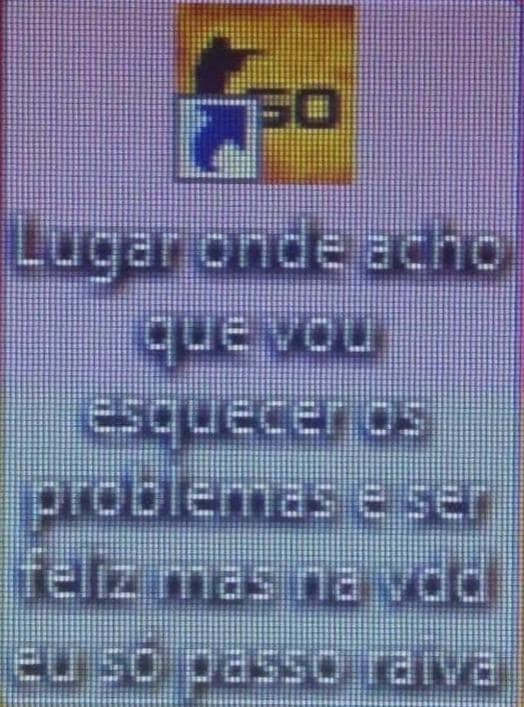 GO
Lugar onde acho
que vou
esquecer os
problemas e ser
feliz mas na vdd
eu só passo raiva